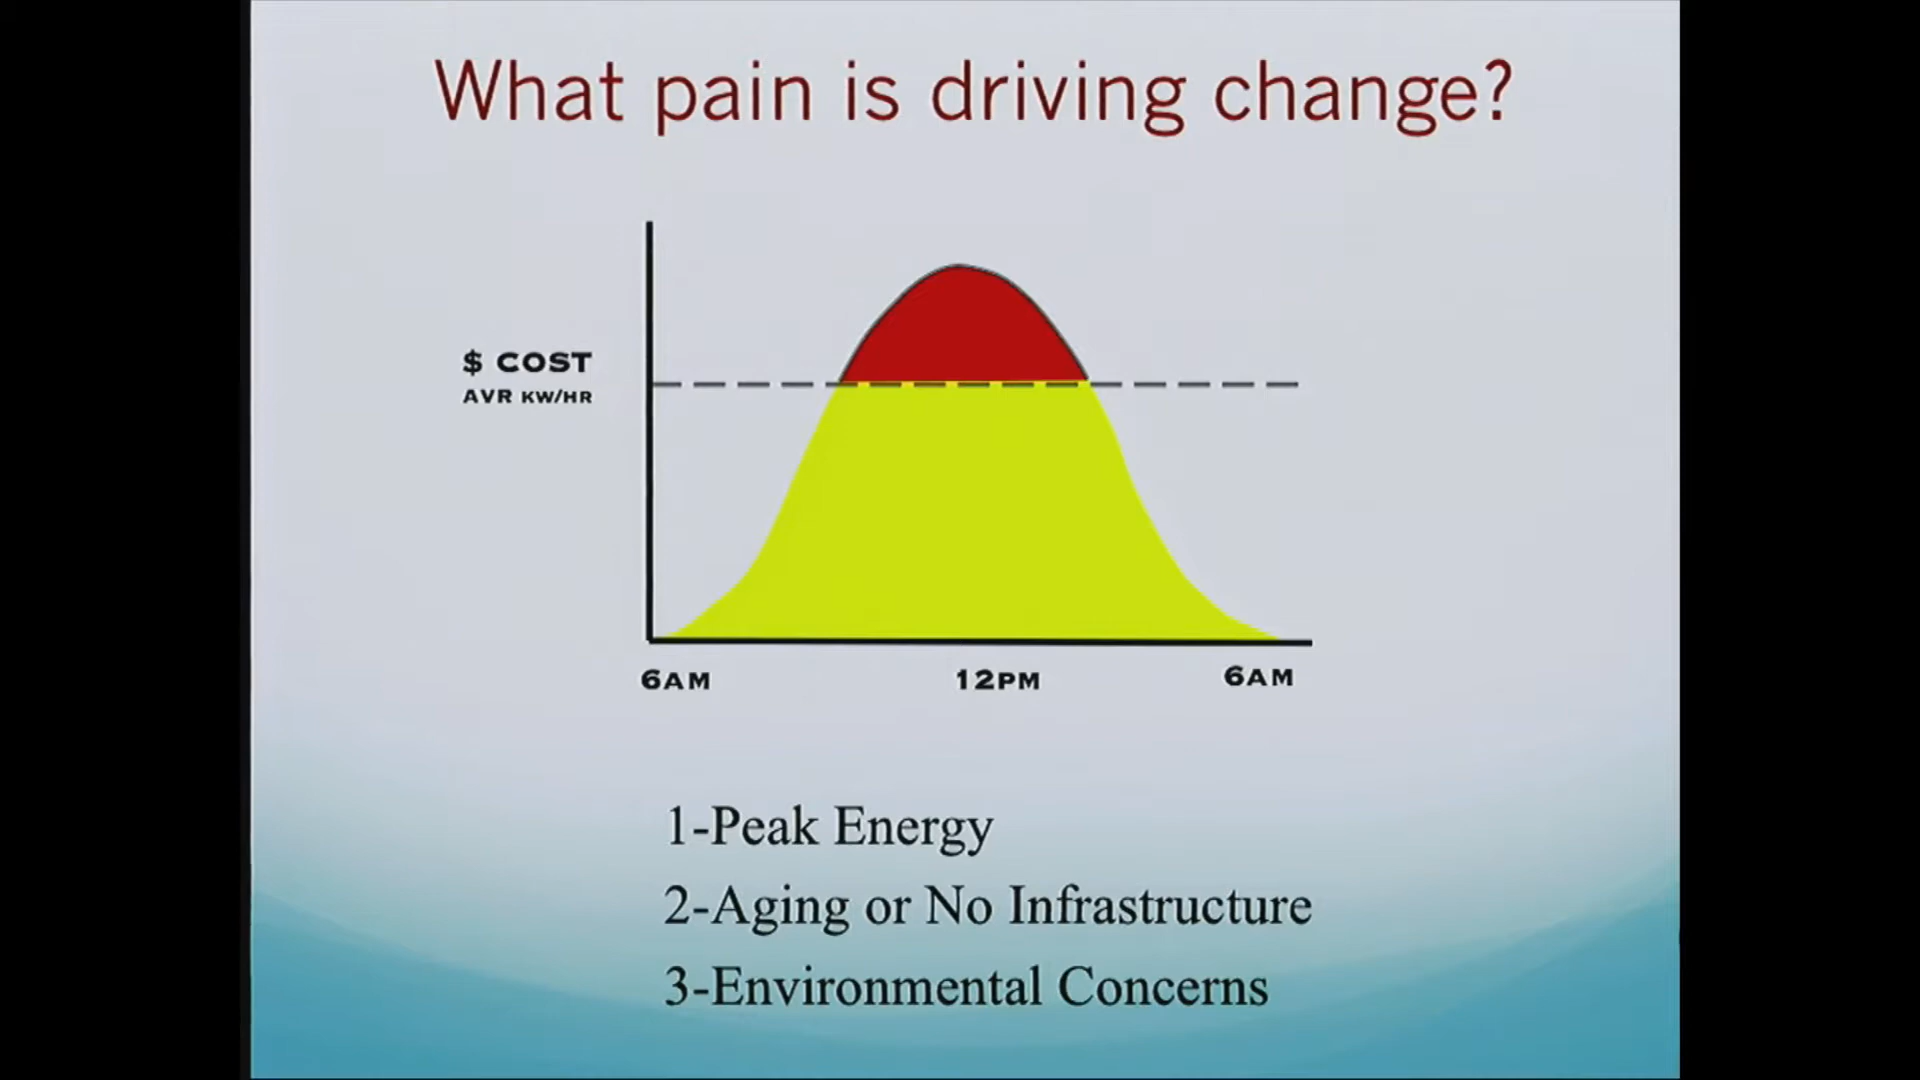 What pain is driving change?
$ COST
AVR KW/HR
6AM 12PM 6AM
1-Peak Energy
2-Aging or No Infrastructure
3-Environmental Concerns